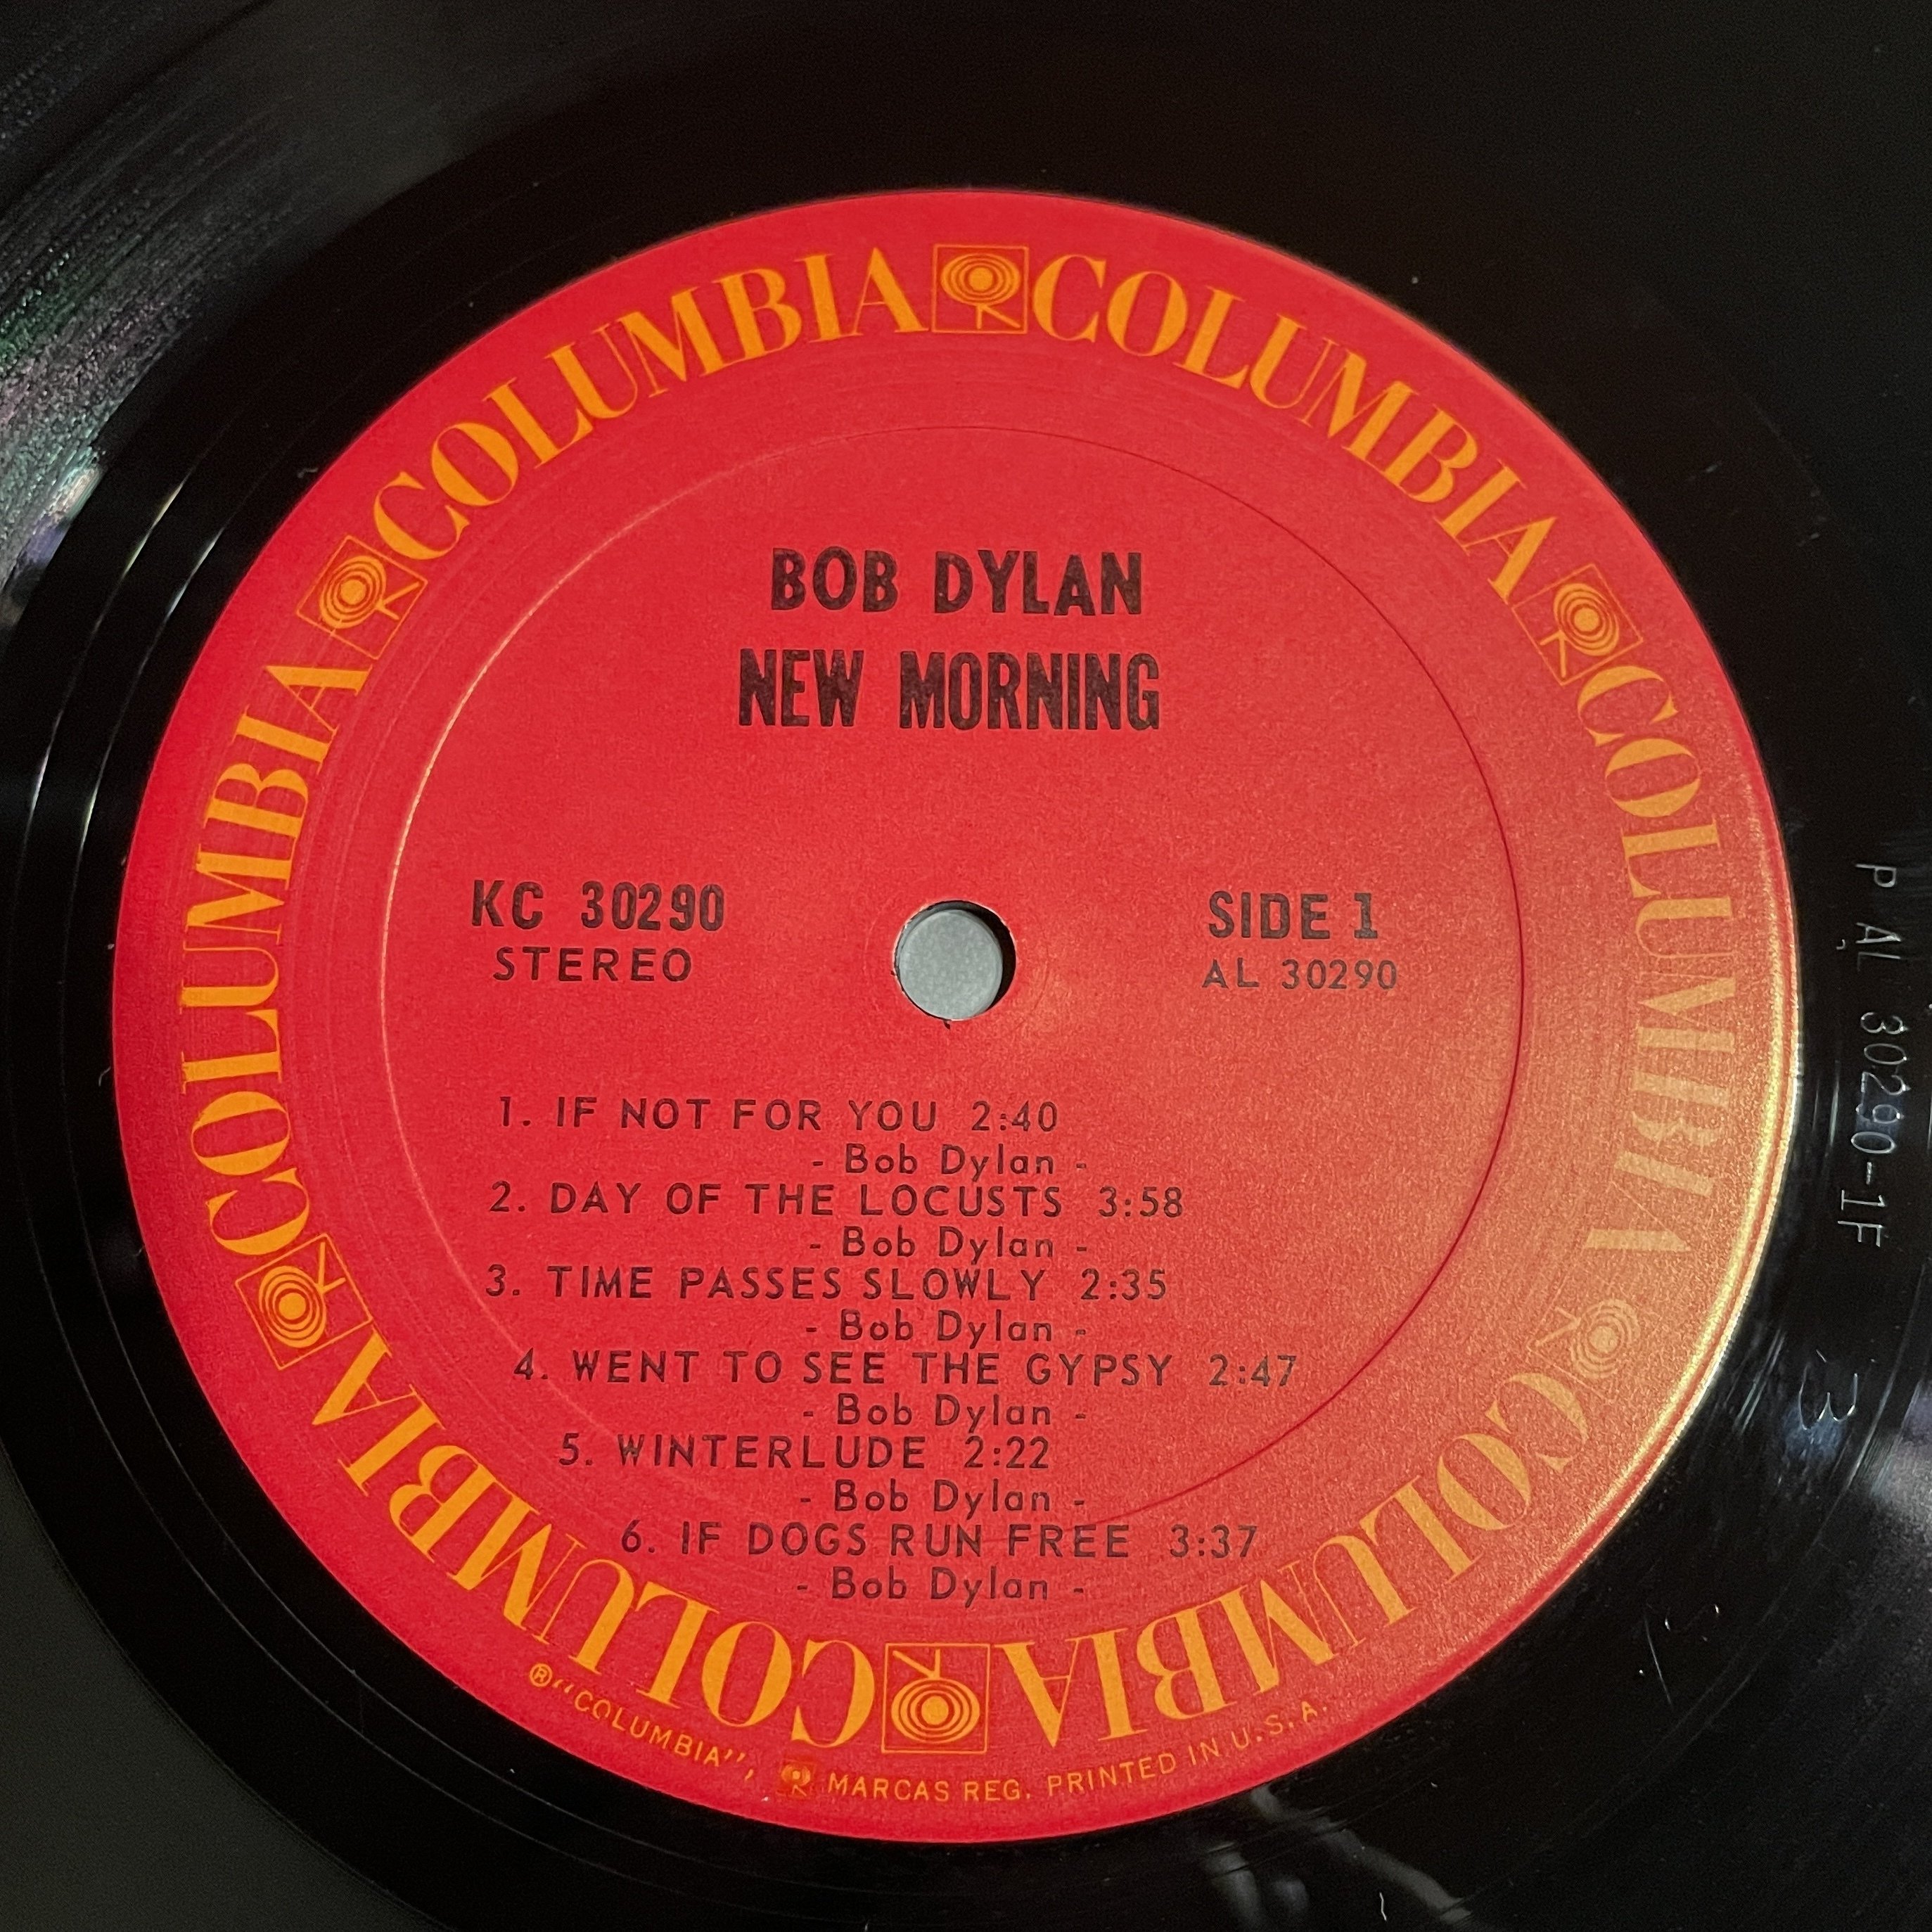 COLUMBIA COLUMBIA COLUMBIA COLUMBIA COLUMBIA COLUMBIA
BOB DYLAN
NEW MORNING
KC 30290
STEREO
SIDE 1
AL 30290
1. IF NOT FOR YOU 2:40
- Bob Dylan -
2. DAY OF THE LOCUSTS 3:58
- Bob Dylan -
3. TIME PASSES SLOWLY 2:35
- Bob Dylan -
4. WENT TO SEE THE GYPSY 2:47
- Bob Dylan -
5. WINTERLUDE 2:22
- Bob Dylan -
6. IF DOGS RUN FREE 3:37
- Bob Dylan -
®"COLUMBIA", MARCAS REG. PRINTED IN U.S.A.
P AL 30290-1F
3